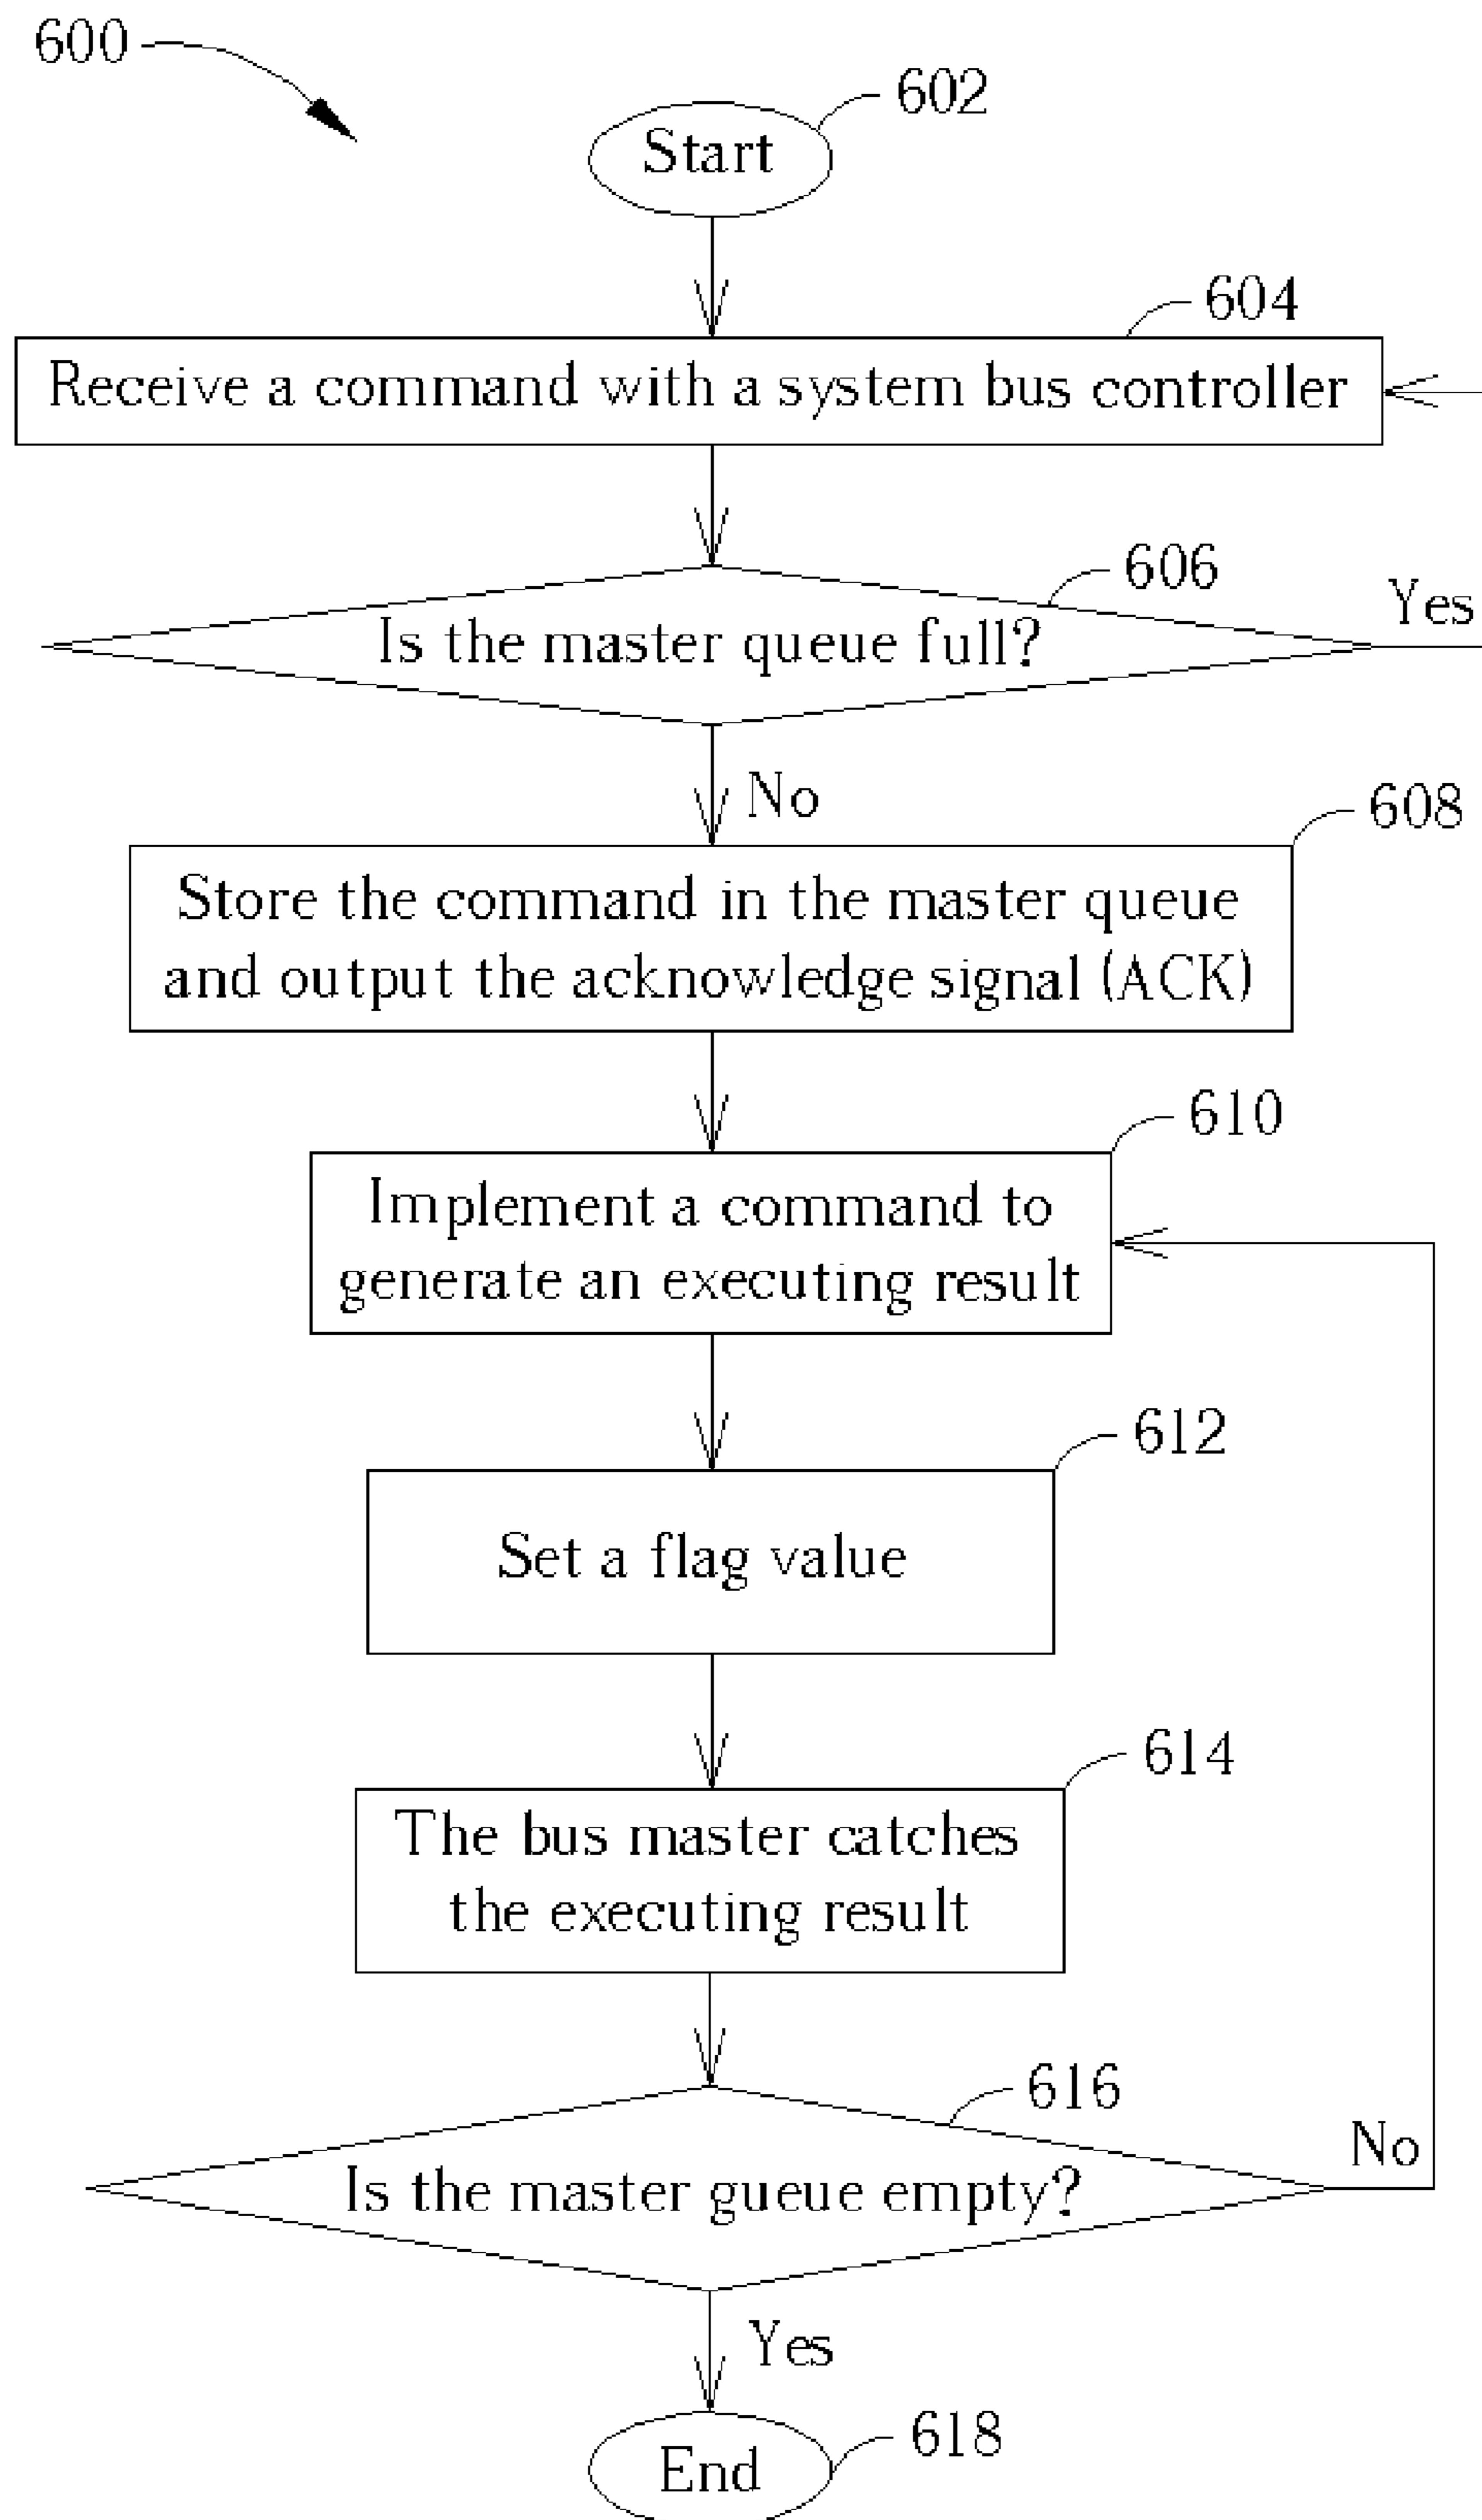 600
602
Start
604
Receive a command with a system bus controller
606
Yes
Is the master queue full?
No
608
Store the command in the master queue
and output the acknowledge signal (ACK)
610
Implement a command to
generate an executing result
612
Set a flag value
614
The bus master catches
the executing result
616
No
Is the master gueue empty?
Yes
618
End